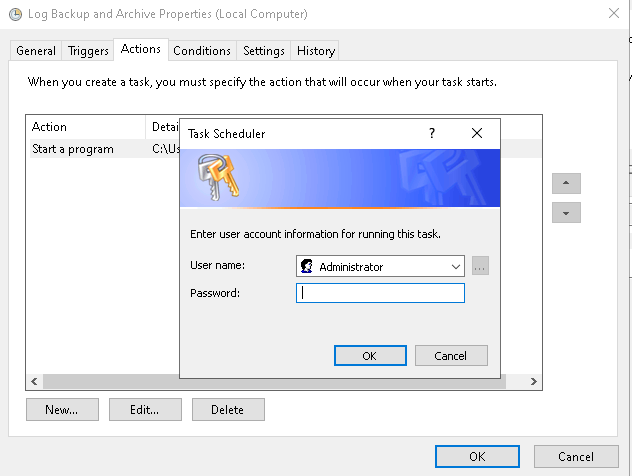 Log Backup and Archive Properties (Local Computer)
General Triggers Actions Conditions Settings History
When you create a task, you must specify the action that will occur when your task starts.
Action Detai
Start a program C:\Us
Task Scheduler
?
Enter user account information for running this task.
User name: Administrator ...
Password:
OK Cancel
New... Edit... Delete
OK Cancel